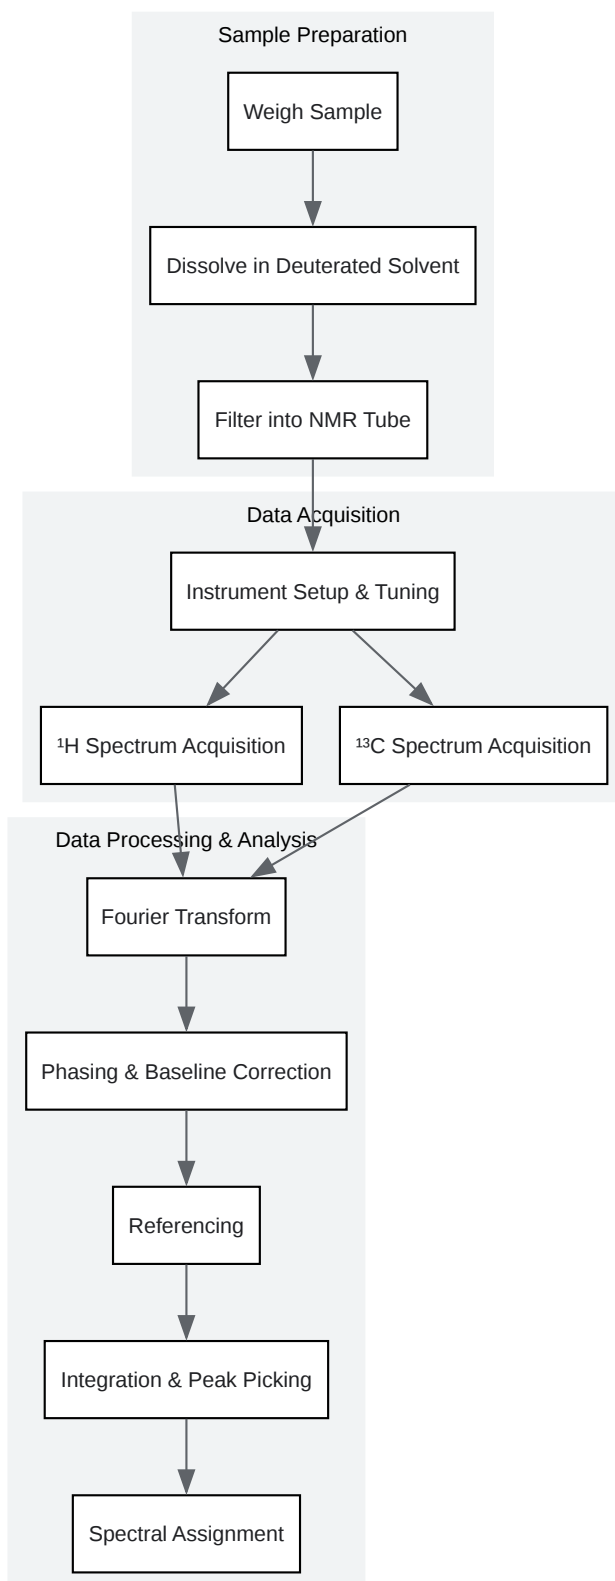 Sample Preparation
Weigh Sample
Dissolve in Deuterated Solvent
Filter into NMR Tube
Data Acquisition
Instrument Setup & Tuning
¹H Spectrum Acquisition
¹³C Spectrum Acquisition
Data Processing & Analysis
Fourier Transform
Phasing & Baseline Correction
Referencing
Integration & Peak Picking
Spectral Assignment